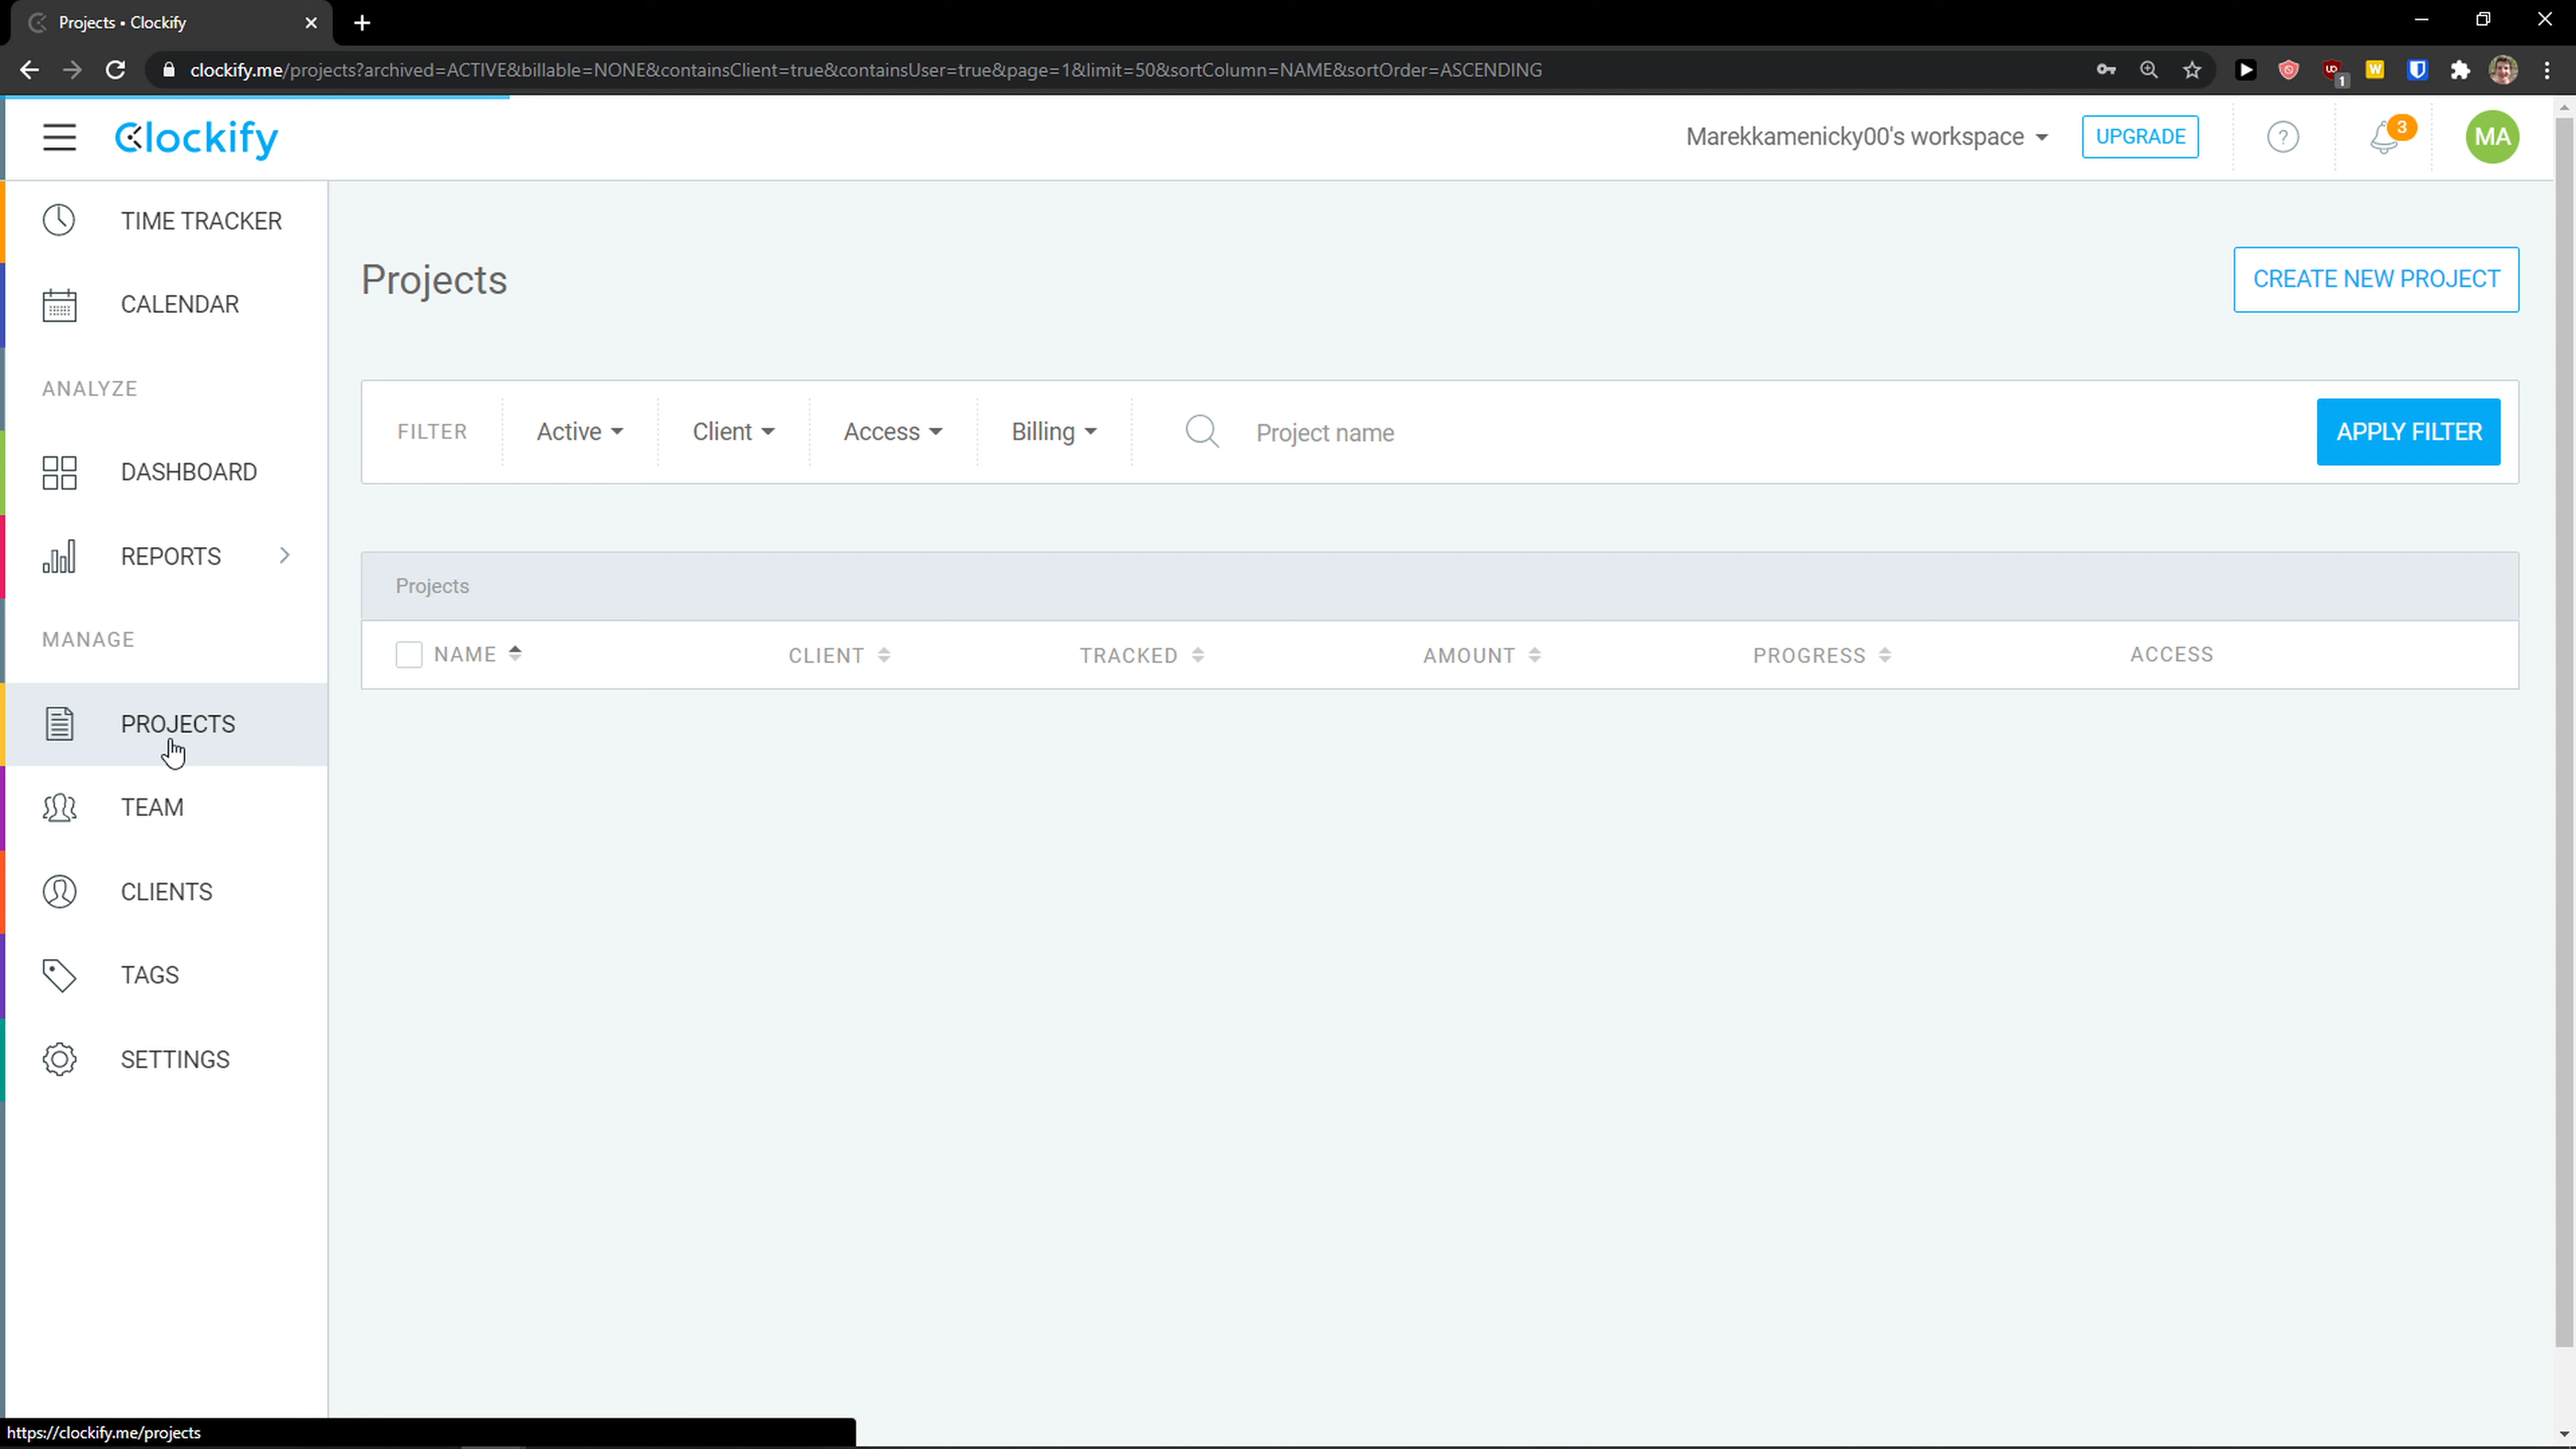 Projects • Clockify
clockify.me/projects?archived=ACTIVE&billable=NONE&containsClient=true&containsUser=true&page=1&limit=50&sortColumn=NAME&sortOrder=ASCENDING
UD
1
W
Clockify
Marekkamenicky00's workspace
UPGRADE
?
3
MA
TIME TRACKER
CALENDAR
ANALYZE
DASHBOARD
REPORTS
MANAGE
PROJECTS
TEAM
CLIENTS
TAGS
SETTINGS
Projects
CREATE NEW PROJECT
FILTER
Active
Client
Access
Billing
Project name
APPLY FILTER
Projects
NAME
CLIENT
TRACKED
AMOUNT
PROGRESS
ACCESS
https://clockify.me/projects